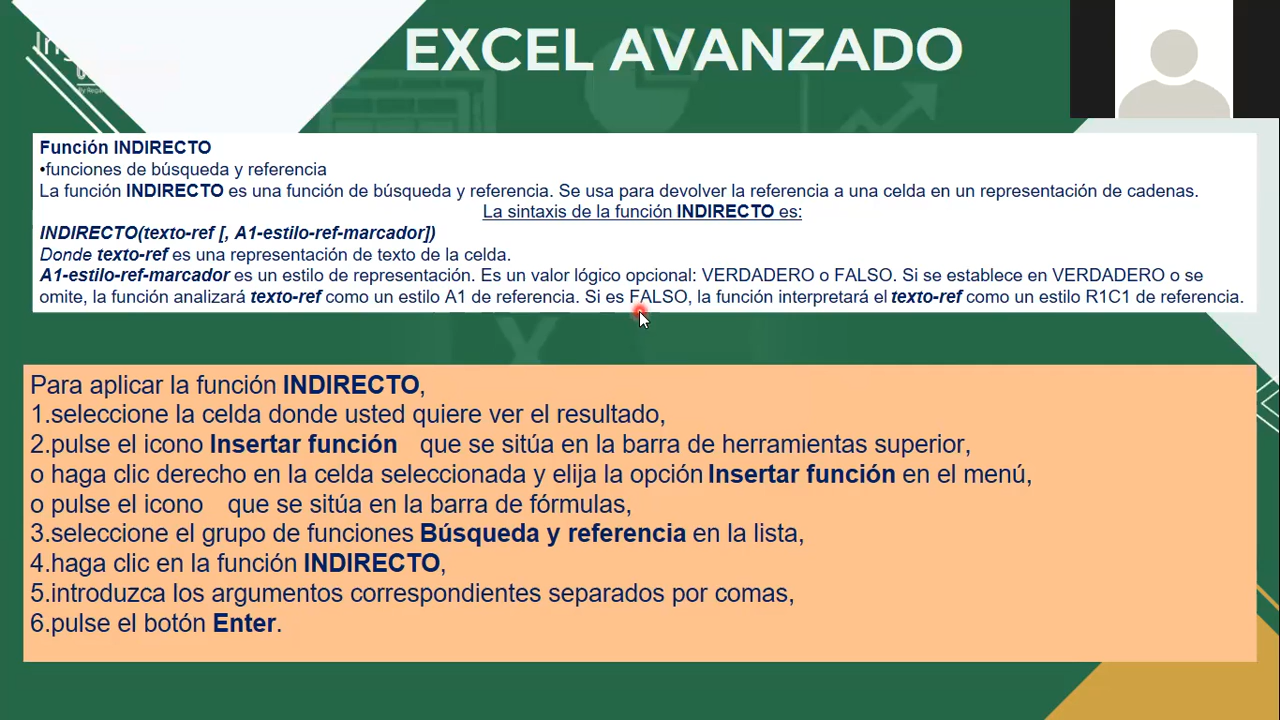 EXCEL AVANZADO
Función INDIRECTO
•funciones de búsqueda y referencia
La función INDIRECTO es una función de búsqueda y referencia. Se usa para devolver la referencia a una celda en un representación de cadenas.
La sintaxis de la función INDIRECTO es:
INDIRECTO(texto-ref [, A1-estilo-ref-marcador])
Donde texto-ref es una representación de texto de la celda.
A1-estilo-ref-marcador es un estilo de representación. Es un valor lógico opcional: VERDADERO o FALSO. Si se establece en VERDADERO o se
omite, la función analizará texto-ref como un estilo A1 de referencia. Si es FALSO, la función interpretará el texto-ref como un estilo R1C1 de referencia.
Para aplicar la función INDIRECTO,
1.seleccione la celda donde usted quiere ver el resultado,
2.pulse el icono Insertar función que se sitúa en la barra de herramientas superior,
o haga clic derecho en la celda seleccionada y elija la opción Insertar función en el menú,
o pulse el icono que se sitúa en la barra de fórmulas,
3.seleccione el grupo de funciones Búsqueda y referencia en la lista,
4.haga clic en la función INDIRECTO,
5.introduzca los argumentos correspondientes separados por comas,
6.pulse el botón Enter.